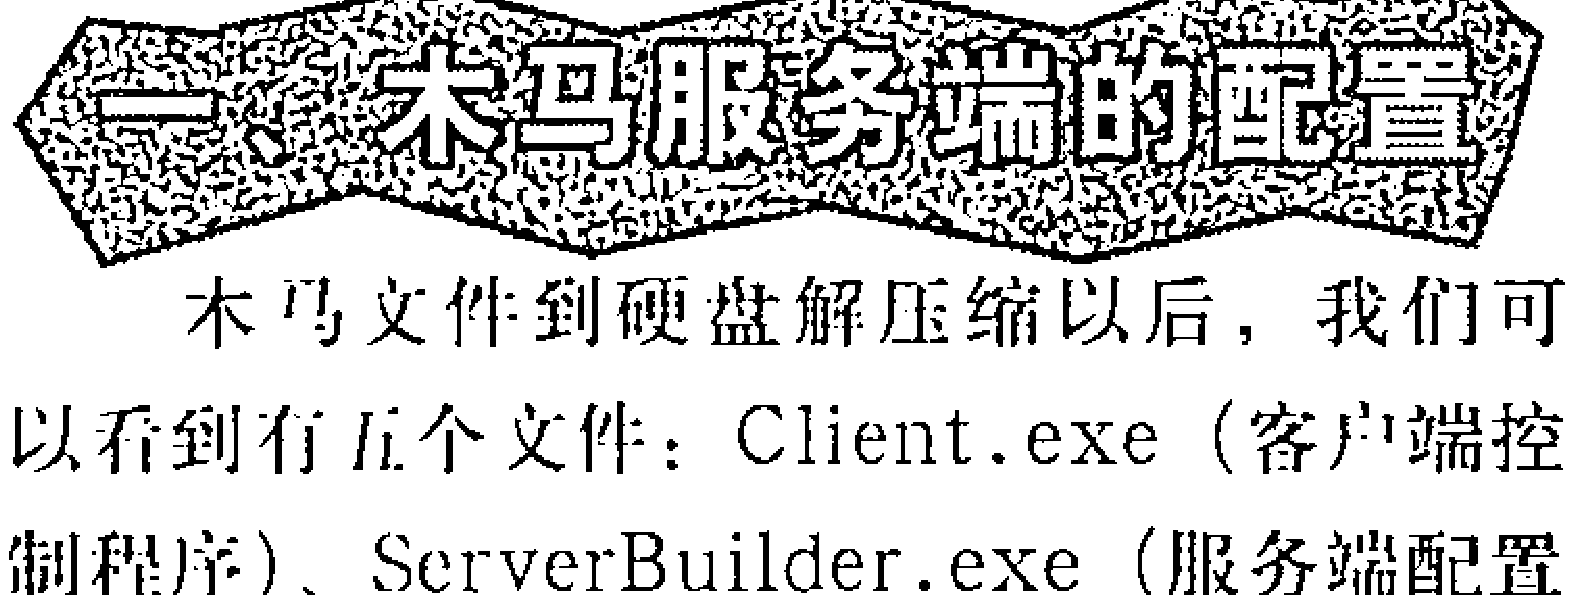 一、木马服务端的配置
木马文件到硬盘解压缩以后，我们可
以看到有五个文件：Client.exe（客户端控
制程序）、ServerBuilder.exe（服务端配置